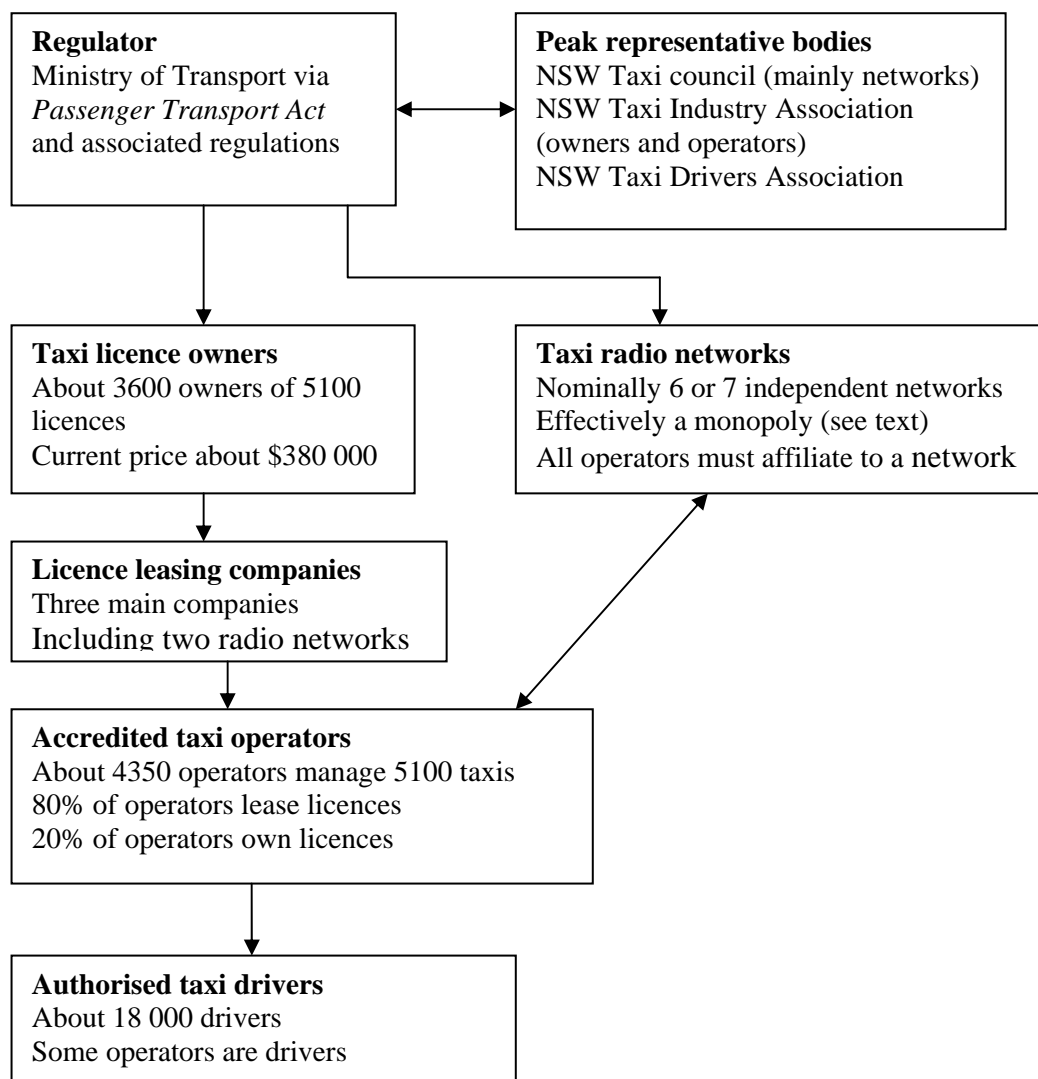 Regulator
Ministry of Transport via
Passenger Transport Act
and associated regulations
Peak representative bodies
NSW Taxi council (mainly networks)
NSW Taxi Industry Association
(owners and operators)
NSW Taxi Drivers Association
Taxi licence owners
About 3600 owners of 5100
licences
Current price about $380 000
Taxi radio networks
Nominally 6 or 7 independent networks
Effectively a monopoly (see text)
All operators must affiliate to a network
Licence leasing companies
Three main companies
Including two radio networks
Accredited taxi operators
About 4350 operators manage 5100 taxis
80% of operators lease licences
20% of operators own licences
Authorised taxi drivers
About 18 000 drivers
Some operators are drivers